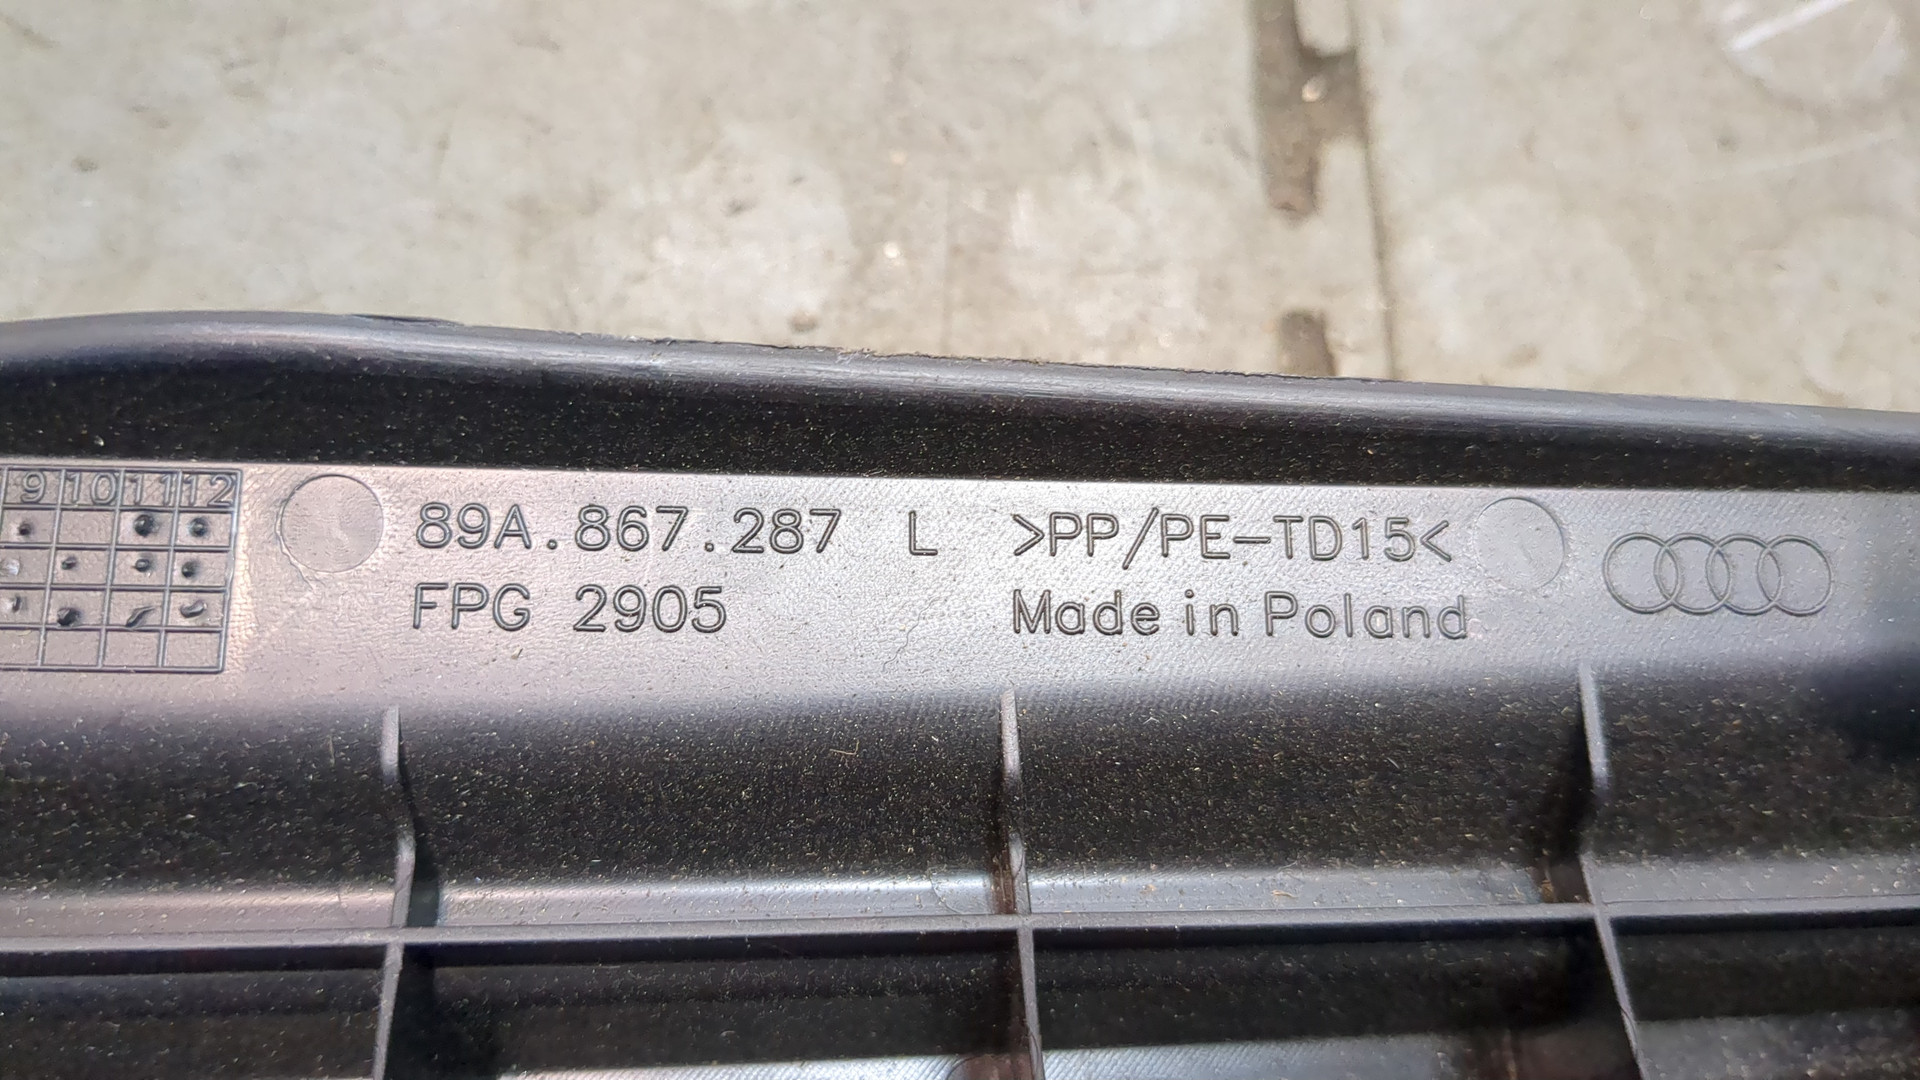 9 10 11 12
89A.867.287 L >PP/PE-TD15<
FPG 2905 Made in Poland